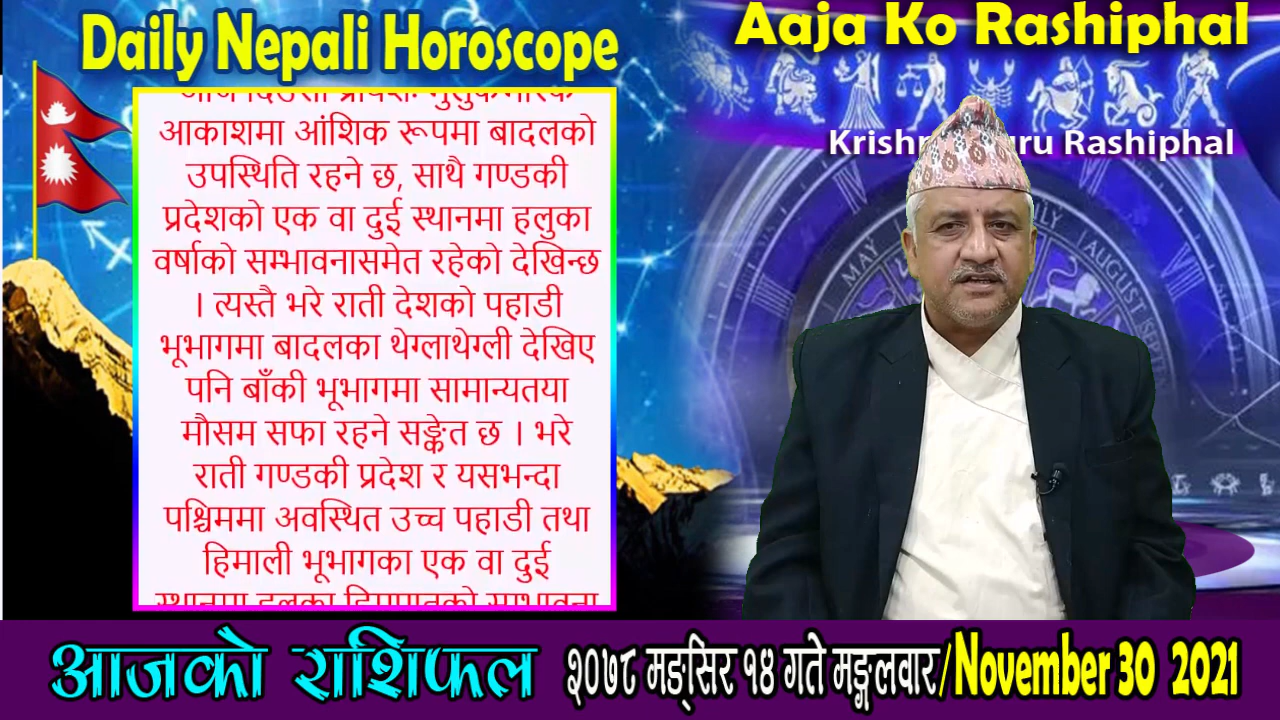 Daily Nepali Horoscope
Aaja Ko Rashiphal
Rashiphal
आकाशमा आंशिक रूपमा बादलको
उपस्थिति रहने छ, साथै गण्डकी
प्रदेशको एक वा दुई स्थानमा हलुका
वर्षाको सम्भावनासमेत रहेको देखिन्छ
। त्यस्तै भरे राती देशको पहाडी
भूभागमा बादलका थेग्लाथेग्ली देखिए
पनि बाँकी भूभागमा सामान्यतया
मौसम सफा रहने सङ्केत छ । भरे
राती गण्डकी प्रदेश र यसभन्दा
पश्चिममा अवस्थित उच्च पहाडी तथा
हिमाली भूभागका एक वा दुई
MAY
AUGUST
आजको राशिफल २०७८ मङ्सिर १४ गते मङ्गलवार/November 30 2021